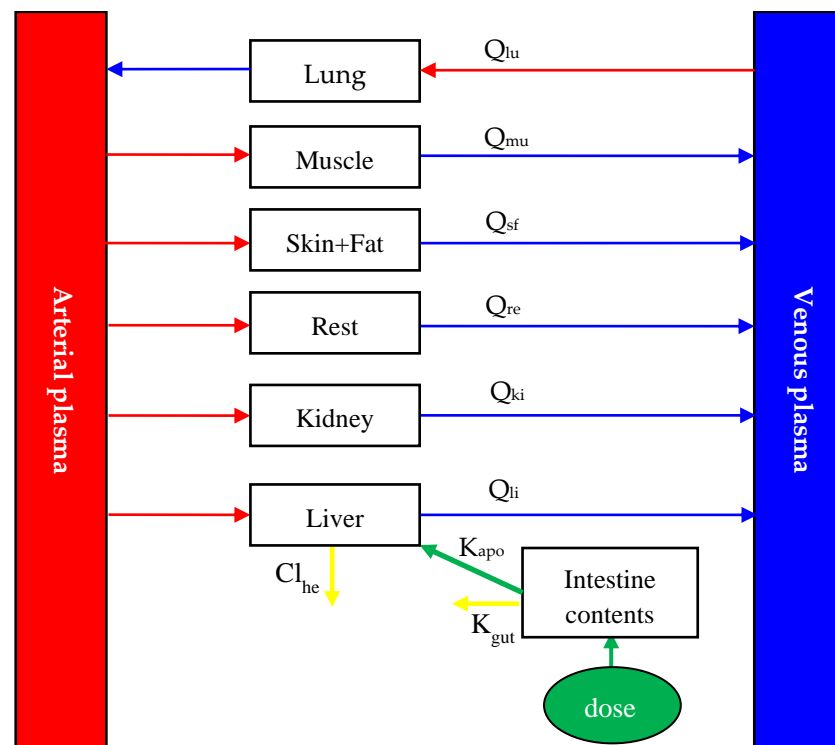 Arterial plasma
Venous plasma
Qlu
Lung
Qmu
Muscle
Qsf
Skin+Fat
Qre
Rest
Qki
Kidney
Qli
Liver
Kapo
Clhe
Intestine
contents
Kgut
dose